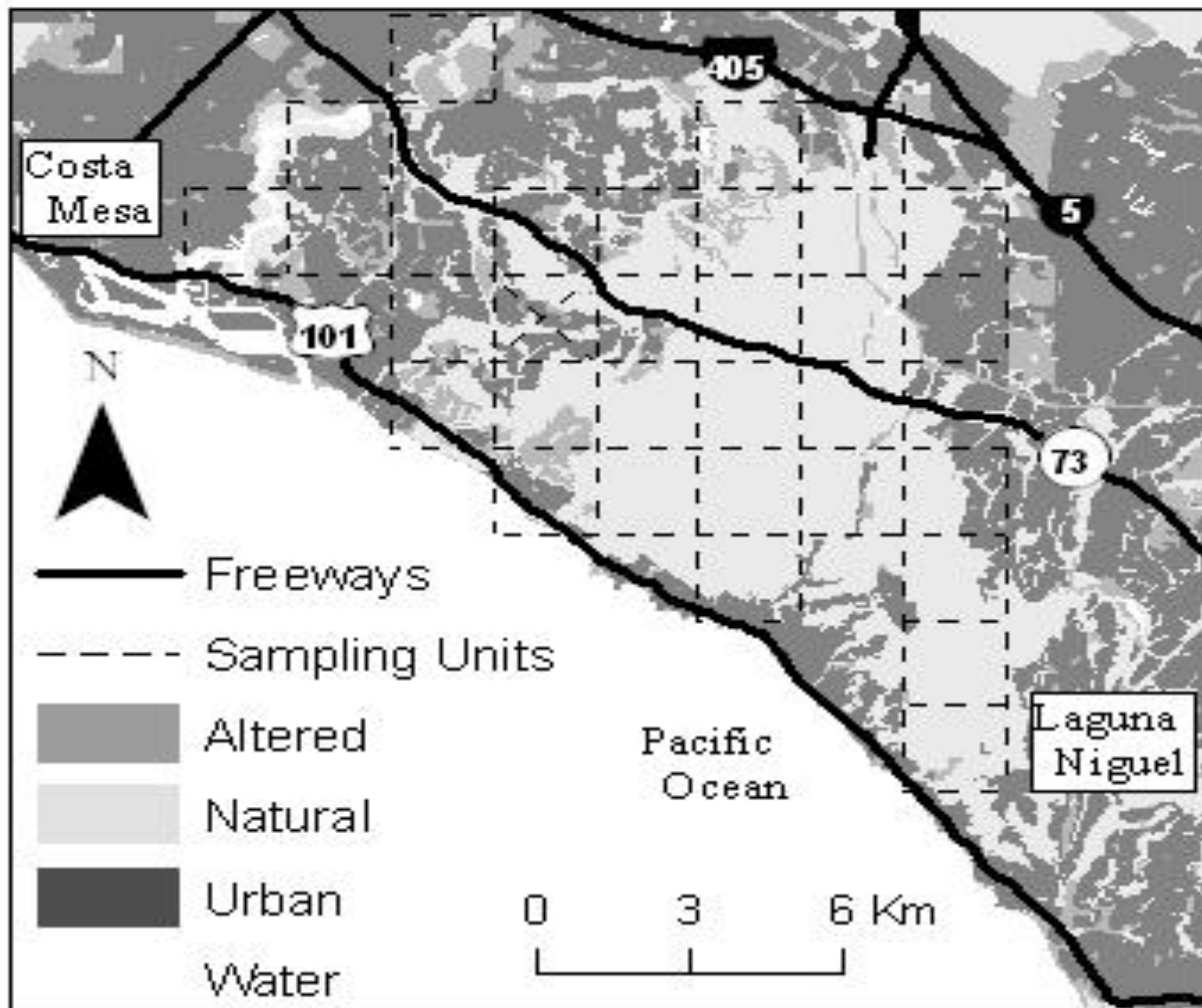 405
Costa
Mesa
5
101
N
73
Freeways
Sampling Units
Altered
Natural
Urban
Water
Pacific
Ocean
Laguna
Niguel
0 3 6 Km